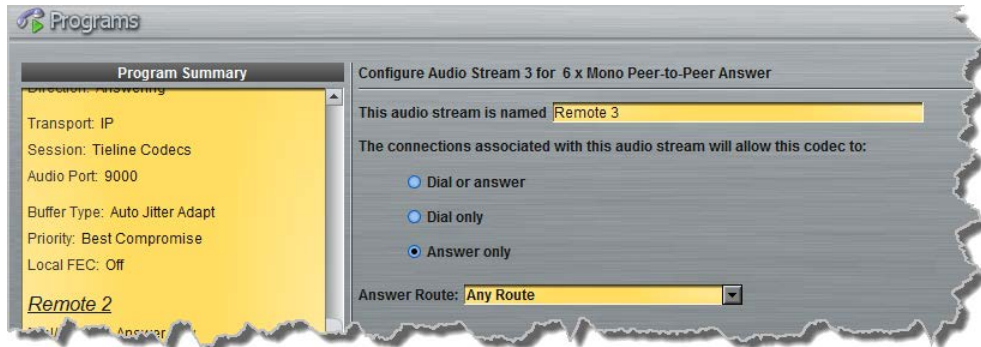 Programs
Program Summary
Direction: Answering
Transport: IP
Session: Tieline Codecs
Audio Port: 9000
Buffer Type: Auto Jitter Adapt
Priority: Best Compromise
Local FEC: Off
Remote 2
Configure Audio Stream 3 for 6 x Mono Peer-to-Peer Answer
This audio stream is named Remote 3
The connections associated with this audio stream will allow this codec to:
Dial or answer
Dial only
Answer only
Answer Route: Any Route